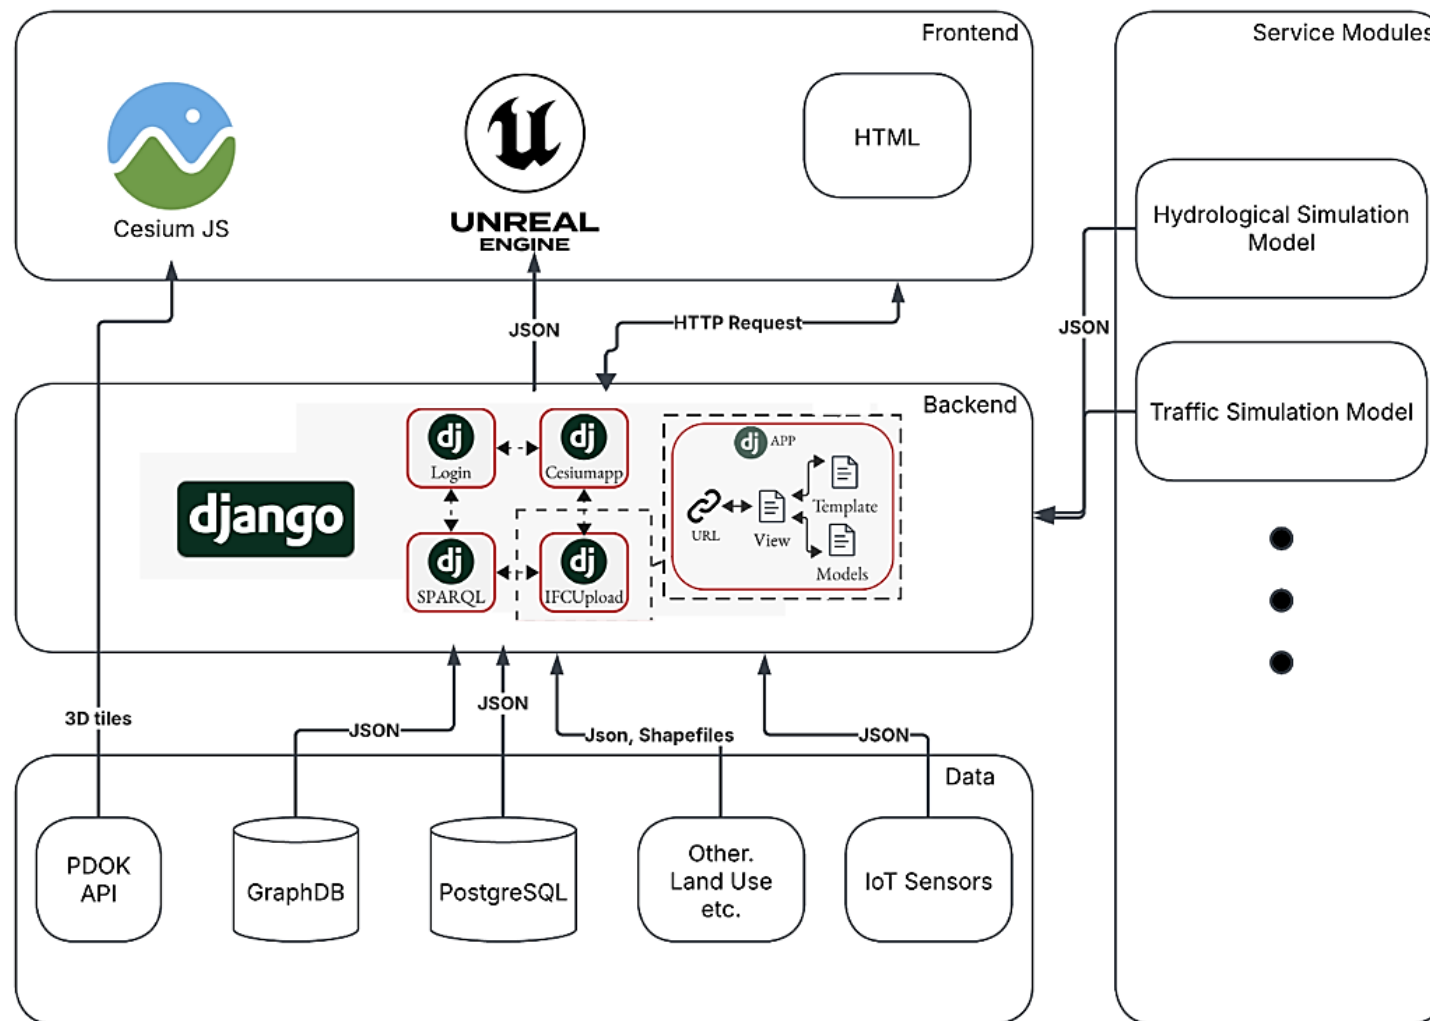 Frontend
Service Modules
Cesium JS
UNREAL
ENGINE
HTML
Hydrological Simulation
Model
JSON
HTTP Request
JSON
Traffic Simulation Model
Backend
django
dj
Login
dj
Cesiumapp
dj
SPARQL
dj
IFCUpload
dj APP
URL
View
Template
Models
3D tiles
JSON
JSON
Json, Shapefiles
JSON
Data
PDOK
API
GraphDB
PostgreSQL
Other.
Land Use
etc.
IoT Sensors